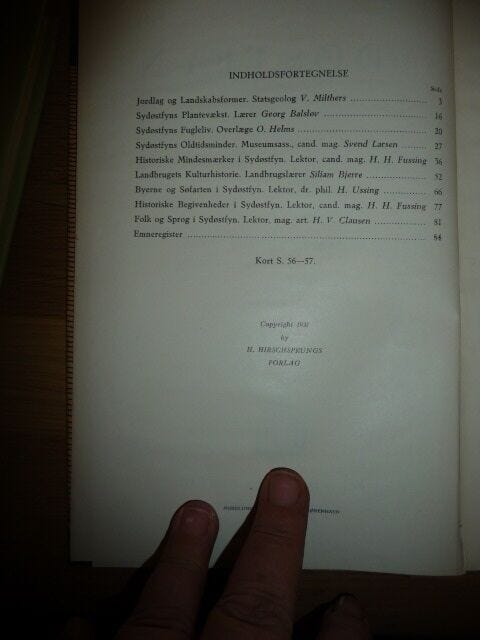 INDHOLDSFORTEGNELSE
Side
Jordlag og Landskabsformer. Statsgeolog V. Milthers .................... 3
Sydøstfyns Plantevækst. Lærer Georg Balslov .............................. 16
Sydøstfyns Fugleliv. Overlæge O. Helms .................................... 20
Sydøstfyns Oldtidsminder. Museumsass., cand. mag. Svend Larsen ........ 27
Historiske Mindesmærker i Sydøstfyn. Lektor, cand. mag. H. H. Fussing 36
Landbrugets Kulturhistorie. Landbrugslærer Siliam Bjerre ................ 52
Byerne og Søfarten i Sydøstfyn. Lektor, dr. phil. H. Ussing ............. 66
Historiske Begivenheder i Sydøstfyn. Lektor, cand. mag. H. H. Fussing 77
Folk og Sprog i Sydøstfyn. Lektor, mag. art. H. V. Clausen .............. 81
Emneregister .................................................................. 84
Kort S. 56—57.
Copyright
by
H. HIRSCHSPRUNGS
FORLAG